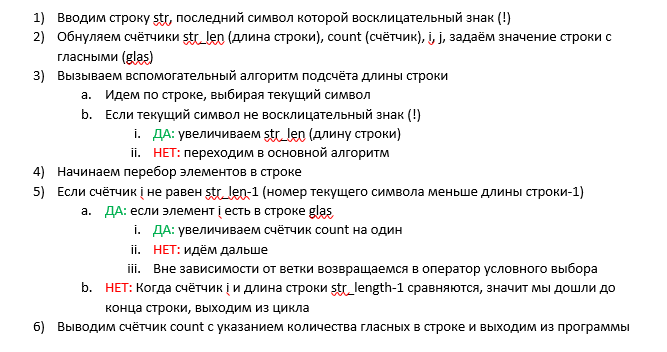 1) Вводим строку str, последний символ которой восклицательный знак (!)
2) Обнуляем счётчики str_len (длина строки), count (счётчик), i, j, задаём значение строки с
гласными (glas)
3) Вызываем вспомогательный алгоритм подсчёта длины строки
a. Идем по строке, выбирая текущий символ
b. Если текущий символ не восклицательный знак (!)
i. ДА: увеличиваем str_len (длину строки)
ii. НЕТ: переходим в основной алгоритм
4) Начинаем перебор элементов в строке
5) Если счётчик i не равен str_len-1 (номер текущего символа меньше длины строки-1)
a. ДА: если элемент i есть в строке glas
i. ДА: увеличиваем счётчик count на один
ii. НЕТ: идём дальше
iii. Вне зависимости от ветки возвращаемся в оператор условного выбора
b. НЕТ: Когда счётчик i и длина строки str_length-1 сравняются, значит мы дошли до
конца строки, выходим из цикла
6) Выводим счётчик count с указанием количества гласных в строке и выходим из программы